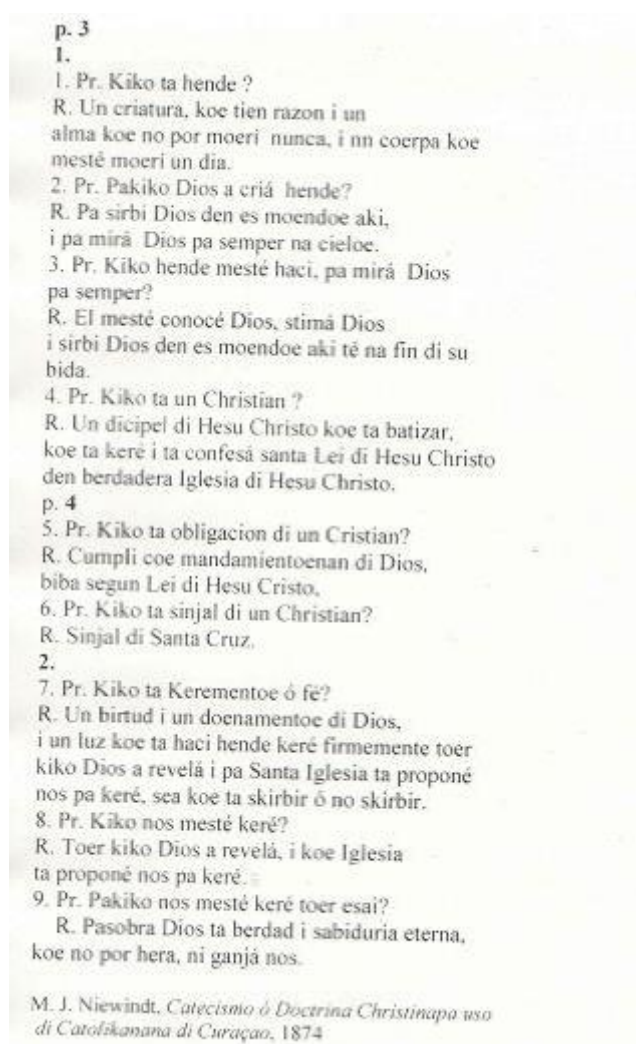 p. 3
1.
1. Pr. Kiko ta hende ?
R. Un criatura, koe tien razon i un
alma koe no por moeri nunca, i nn coerpa koe
mesté moeri un dia.
2. Pr. Pakiko Dios a criá hende?
R. Pa sirbi Dios den es moendoe aki,
i pa mirá Dios pa semper na cieloe.
3. Pr. Kiko hende mesté haci, pa mirá Dios
pa semper?
R. El mesté conocé Dios, stimá Dios
i sirbi Dios den es moendoe aki té na fin di su
bida.
4. Pr. Kiko ta un Christian ?
R. Un dicipel di Hesu Christo koe ta batizar,
koe ta keré i ta confesá santa Lei di Hesu Christo
den berdadera Iglesia di Hesu Christo.
p. 4
5. Pr. Kiko ta obligacion di un Cristian?
R. Cumpli coe mandamientoenan di Dios,
biba segun Lei di Hesu Cristo.
6. Pr. Kiko ta sinjal di un Christian?
R. Sinjal di Santa Cruz.
2.
7. Pr. Kiko ta Kerementoe ó fé?
R. Un birtud i un doenamentoe di Dios,
i un luz koe ta haci hende keré firmemente toer
kiko Dios a revelá i pa Santa Iglesia ta proponé
nos pa keré, sea koe ta skirbir ó no skirbir.
8. Pr. Kiko nos mesté keré?
R. Toer kiko Dios a revelá, i koe Iglesia
ta proponé nos pa keré.
9. Pr. Pakiko nos mesté keré toer esai?
R. Pasobra Dios ta berdad i sabiduria eterna,
koe no por hera, ni ganjá nos.
M. J. Niewindt, Catecismo ó Doctrina Christinapa uso
di Catolikanana di Curaçao, 1874